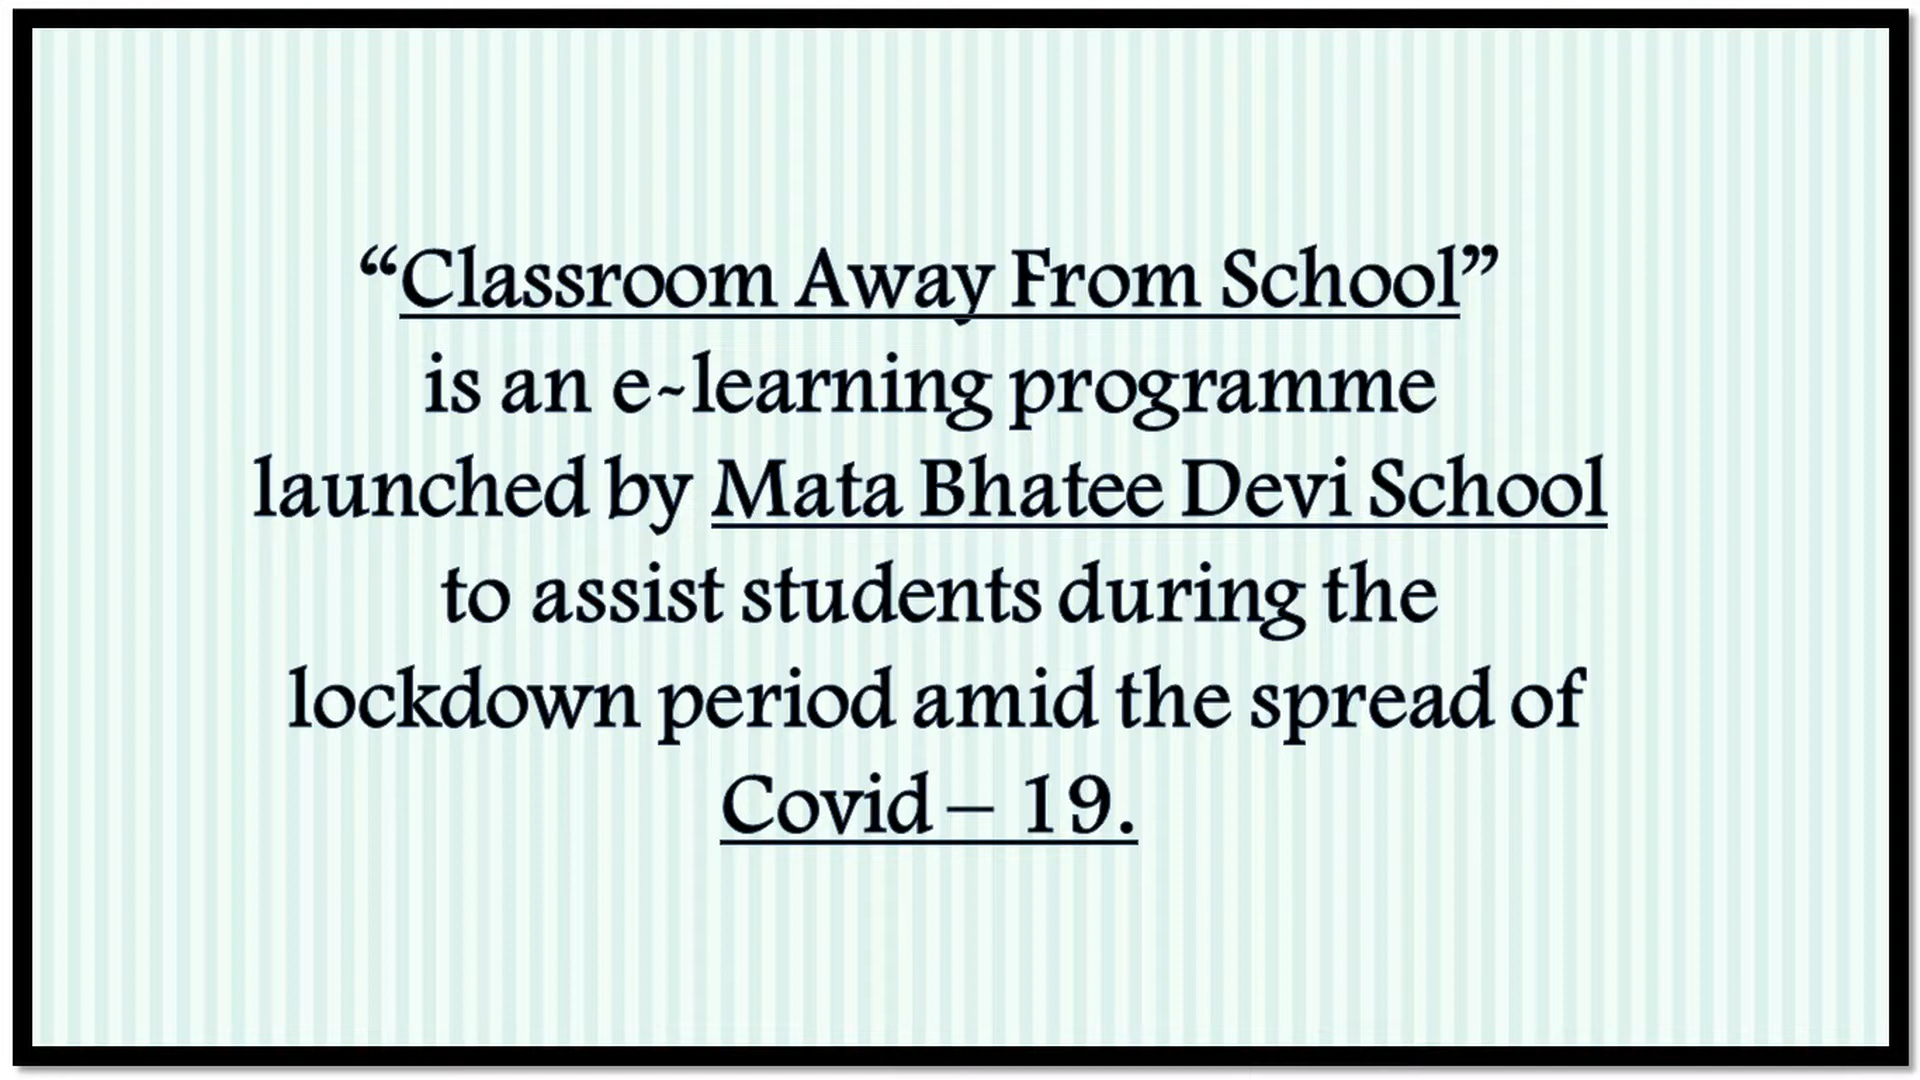 “Classroom Away From School”
is an e-learning programme
launched by Mata Bhatee Devi School
to assist students during the
lockdown period amid the spread of
Covid – 19.